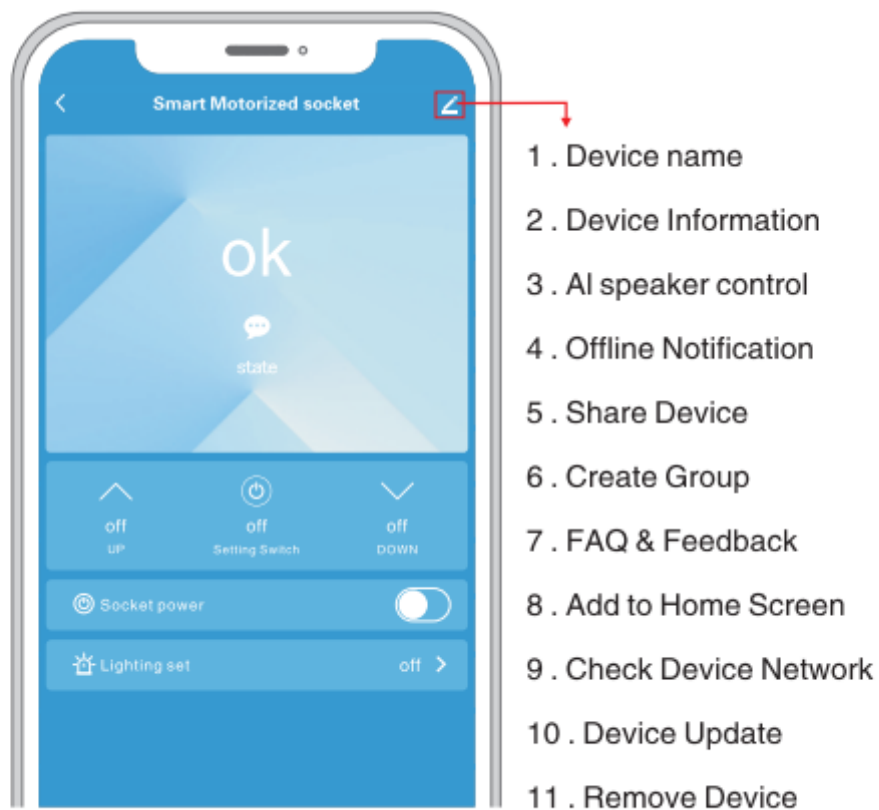 Smart Motorized socket
ok
state
off off off
UP Setting Switch DOWN
Socket power
Lighting set off
1 . Device name
2 . Device Information
3 . AI speaker control
4 . Offline Notification
5 . Share Device
6 . Create Group
7 . FAQ & Feedback
8 . Add to Home Screen
9 . Check Device Network
10 . Device Update
11 . Remove Device